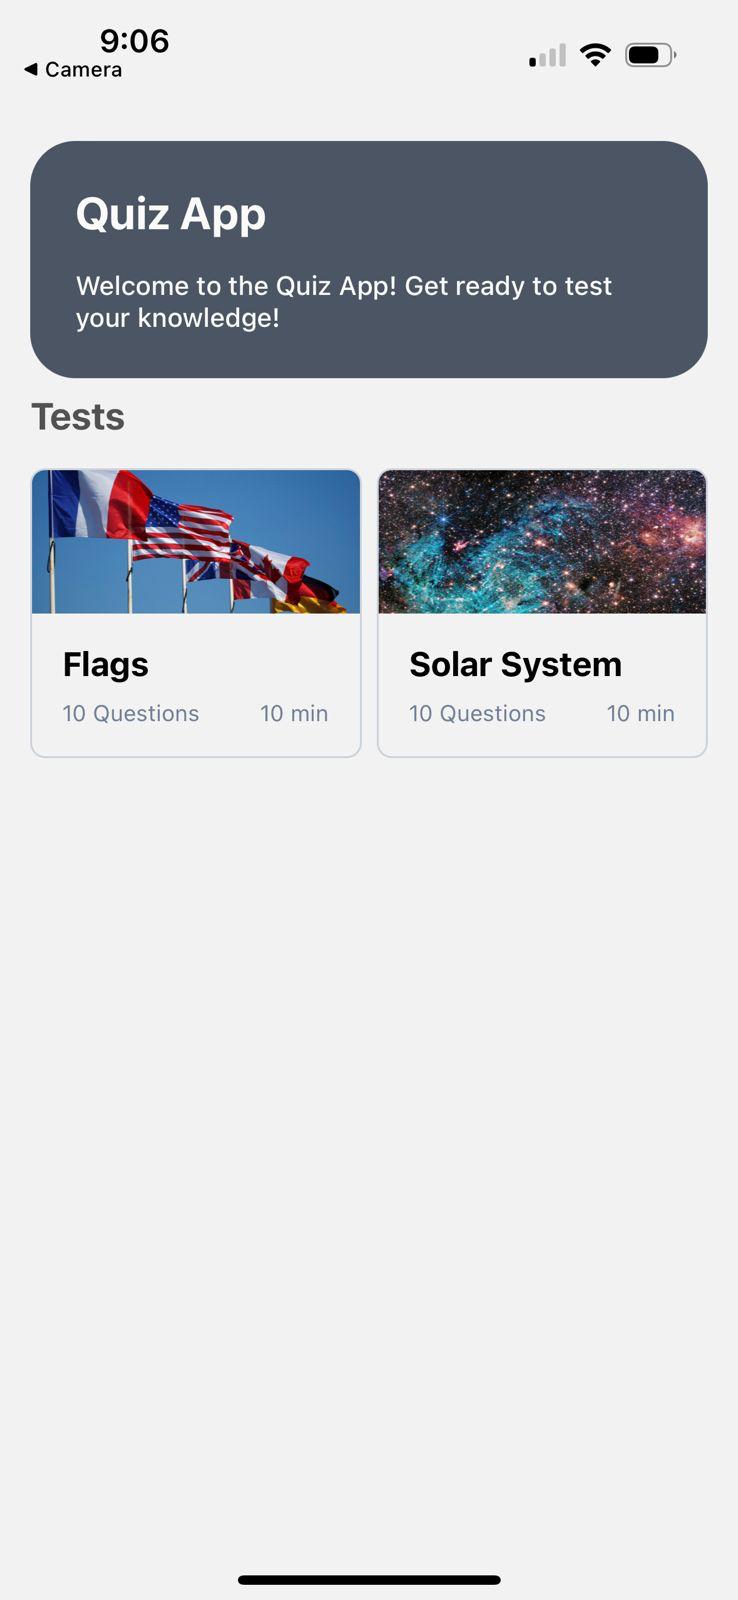 9:06
◀ Camera
Quiz App
Welcome to the Quiz App! Get ready to test
your knowledge!
Tests
Flags
10 Questions 10 min
Solar System
10 Questions 10 min